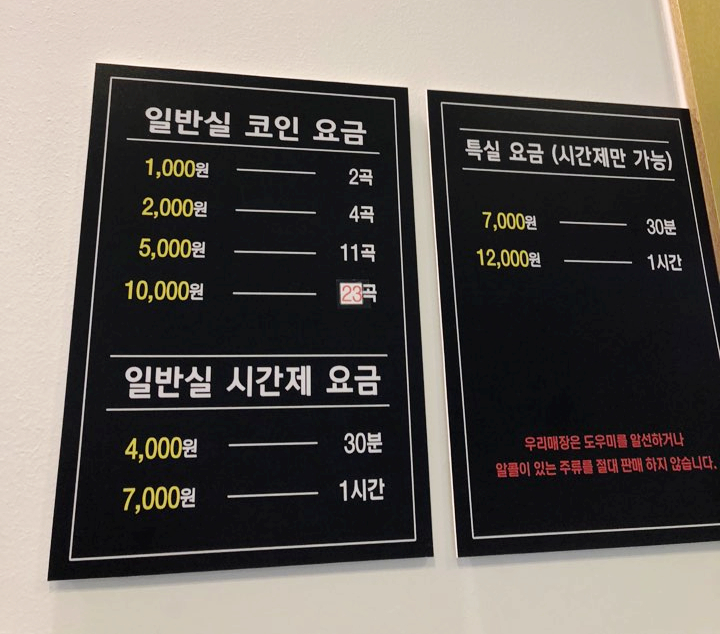 일반실 코인 요금
1,000원 2곡
2,000원 4곡
5,000원 11곡
10,000원 23곡
일반실 시간제 요금
4,000원 30분
7,000원 1시간
특실 요금 (시간제만 가능)
7,000원 30분
12,000원 1시간
우리매장은 도우미를 알선하거나
알콜이 있는 주류를 절대 판매 하지 않습니다.